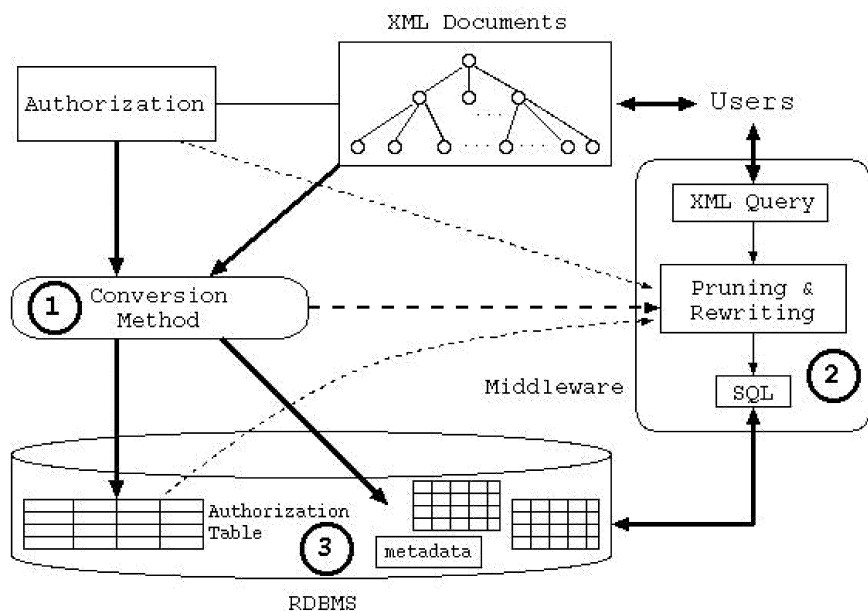 XML Documents
Authorization
Users
XML Query
1
Conversion
Method
Pruning &
Rewriting
Middleware
SQL
2
Authorization
Table
3
metadata
RDBMS